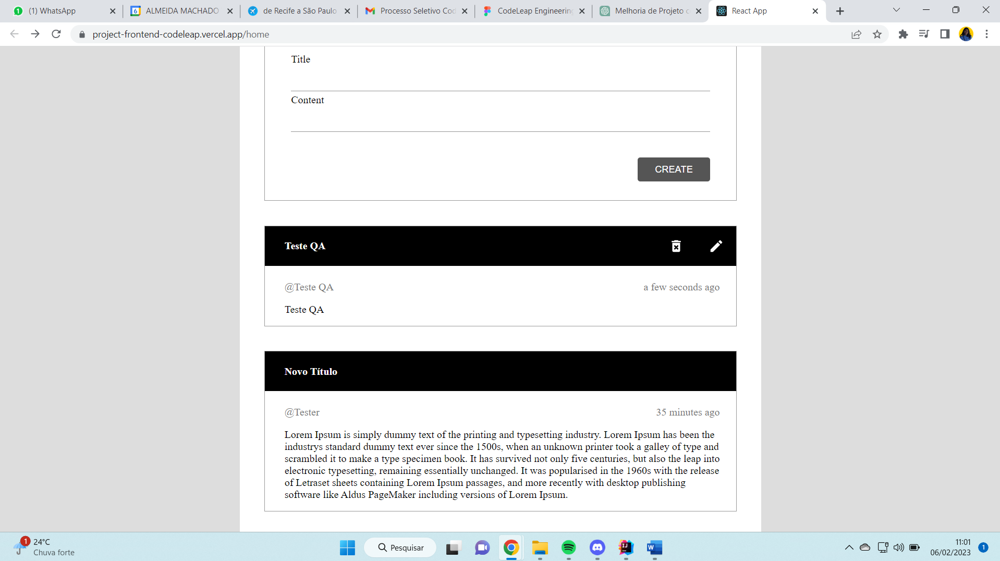 (1) WhatsApp
6
ALMEIDA MACHADO
de Recife a São Paulo
Processo Seletivo Cod
CodeLeap Engineering
Melhoria de Projeto c
React App
project-frontend-codeleap.vercel.app/home
Title
Content
CREATE
Teste QA
@Teste QA
a few seconds ago
Teste QA
Novo Título
@Tester
35 minutes ago
Lorem Ipsum is simply dummy text of the printing and typesetting industry. Lorem Ipsum has been the
industrys standard dummy text ever since the 1500s, when an unknown printer took a galley of type and
scrambled it to make a type specimen book. It has survived not only five centuries, but also the leap into
electronic typesetting, remaining essentially unchanged. It was popularised in the 1960s with the release
of Letraset sheets containing Lorem Ipsum passages, and more recently with desktop publishing
software like Aldus PageMaker including versions of Lorem Ipsum.
1
24°C
Chuva forte
Pesquisar
11:01
06/02/2023
1